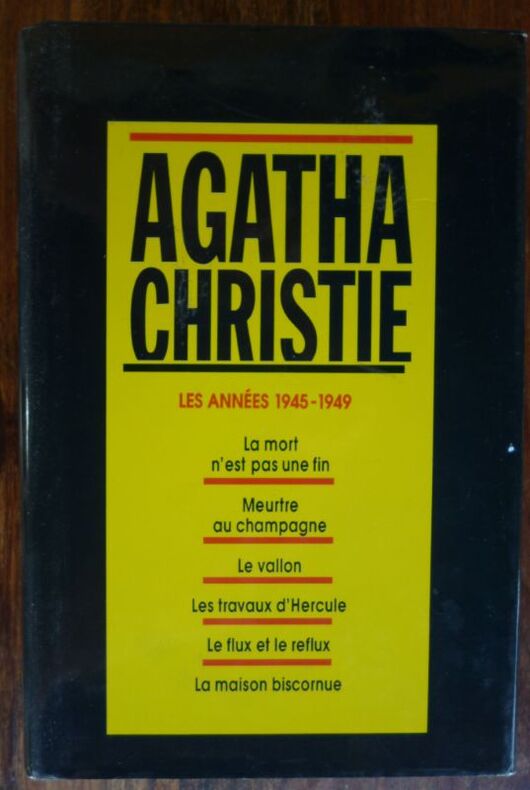 AGATHA
CHRISTIE
LES ANNÉES 1945-1949
La mort
n'est pas une fin
Meurtre
au champagne
Le vallon
Les travaux d'Hercule
Le flux et le reflux
La maison biscornue